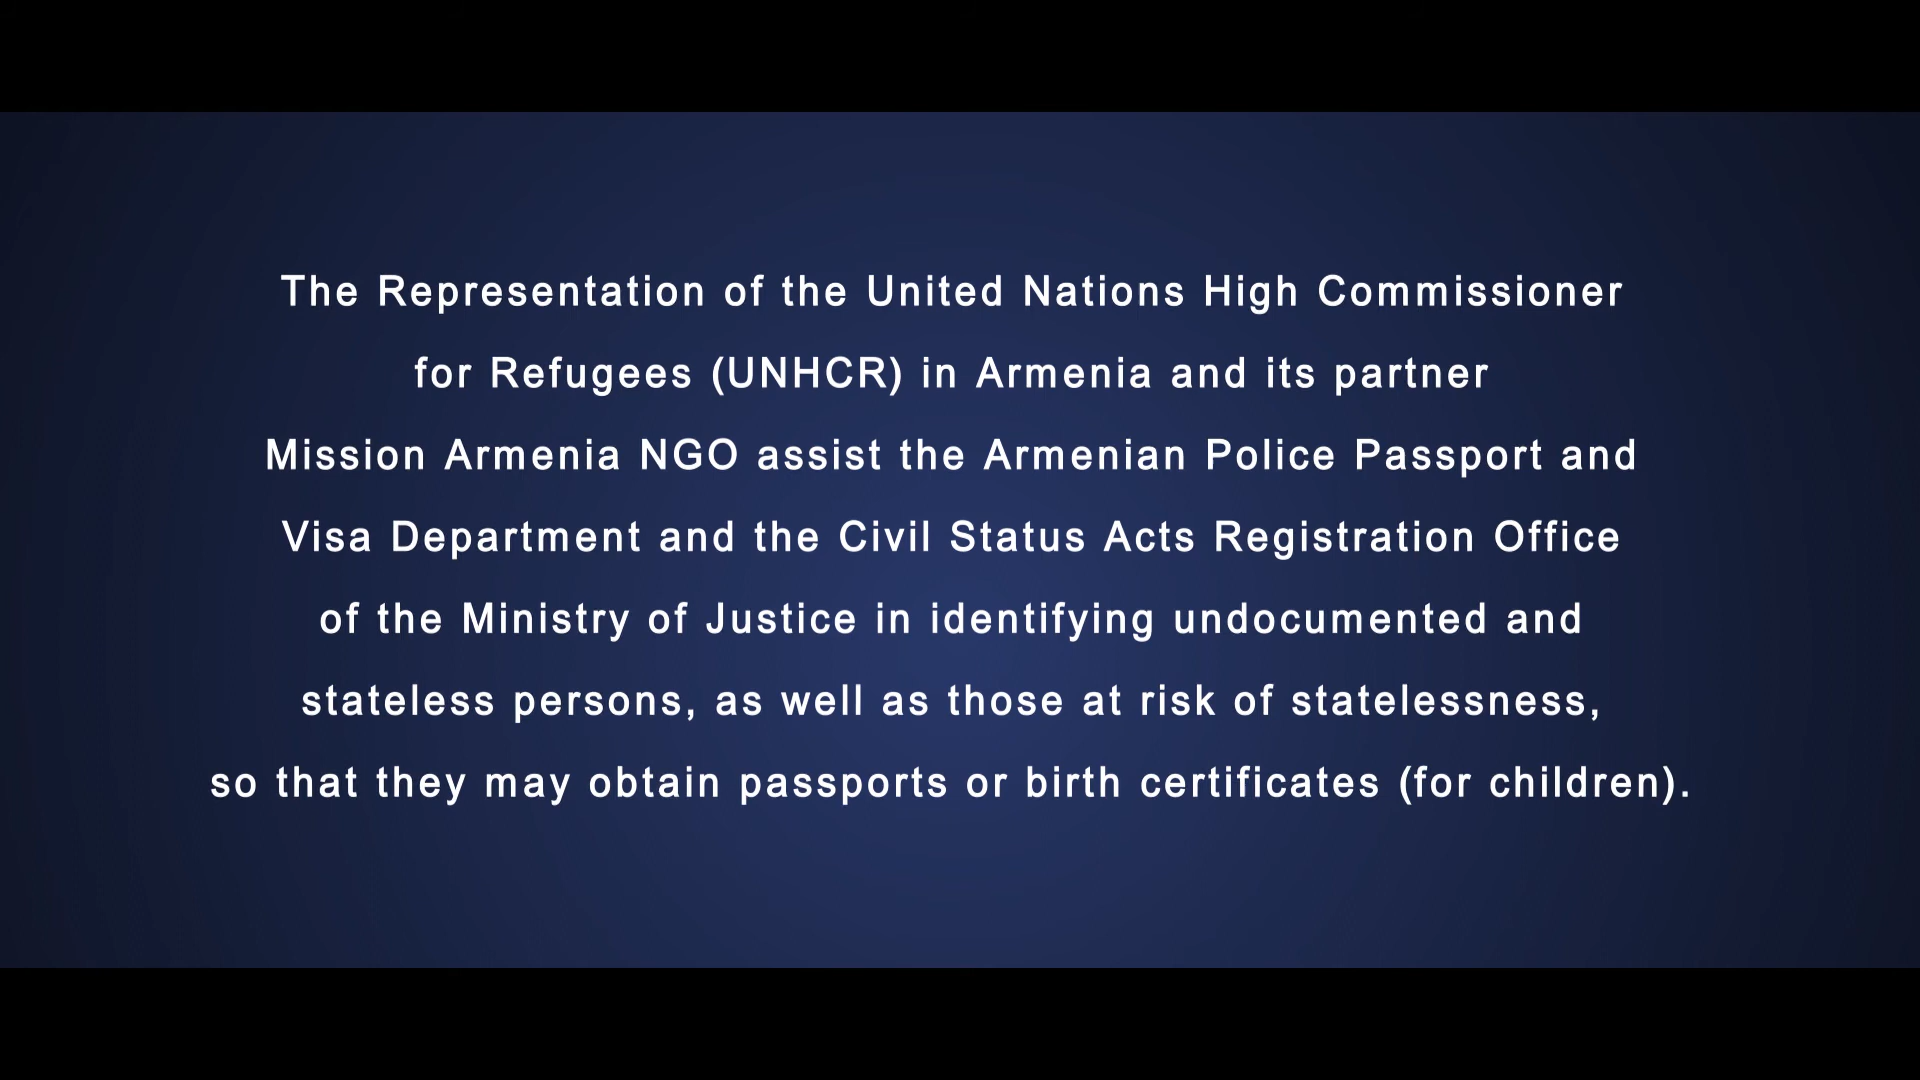 The Representation of the United Nations High Commissioner
for Refugees (UNHCR) in Armenia and its partner
Mission Armenia NGO assist the Armenian Police Passport and
Visa Department and the Civil Status Acts Registration Office
of the Ministry of Justice in identifying undocumented and
stateless persons, as well as those at risk of statelessness,
so that they may obtain passports or birth certificates (for children).